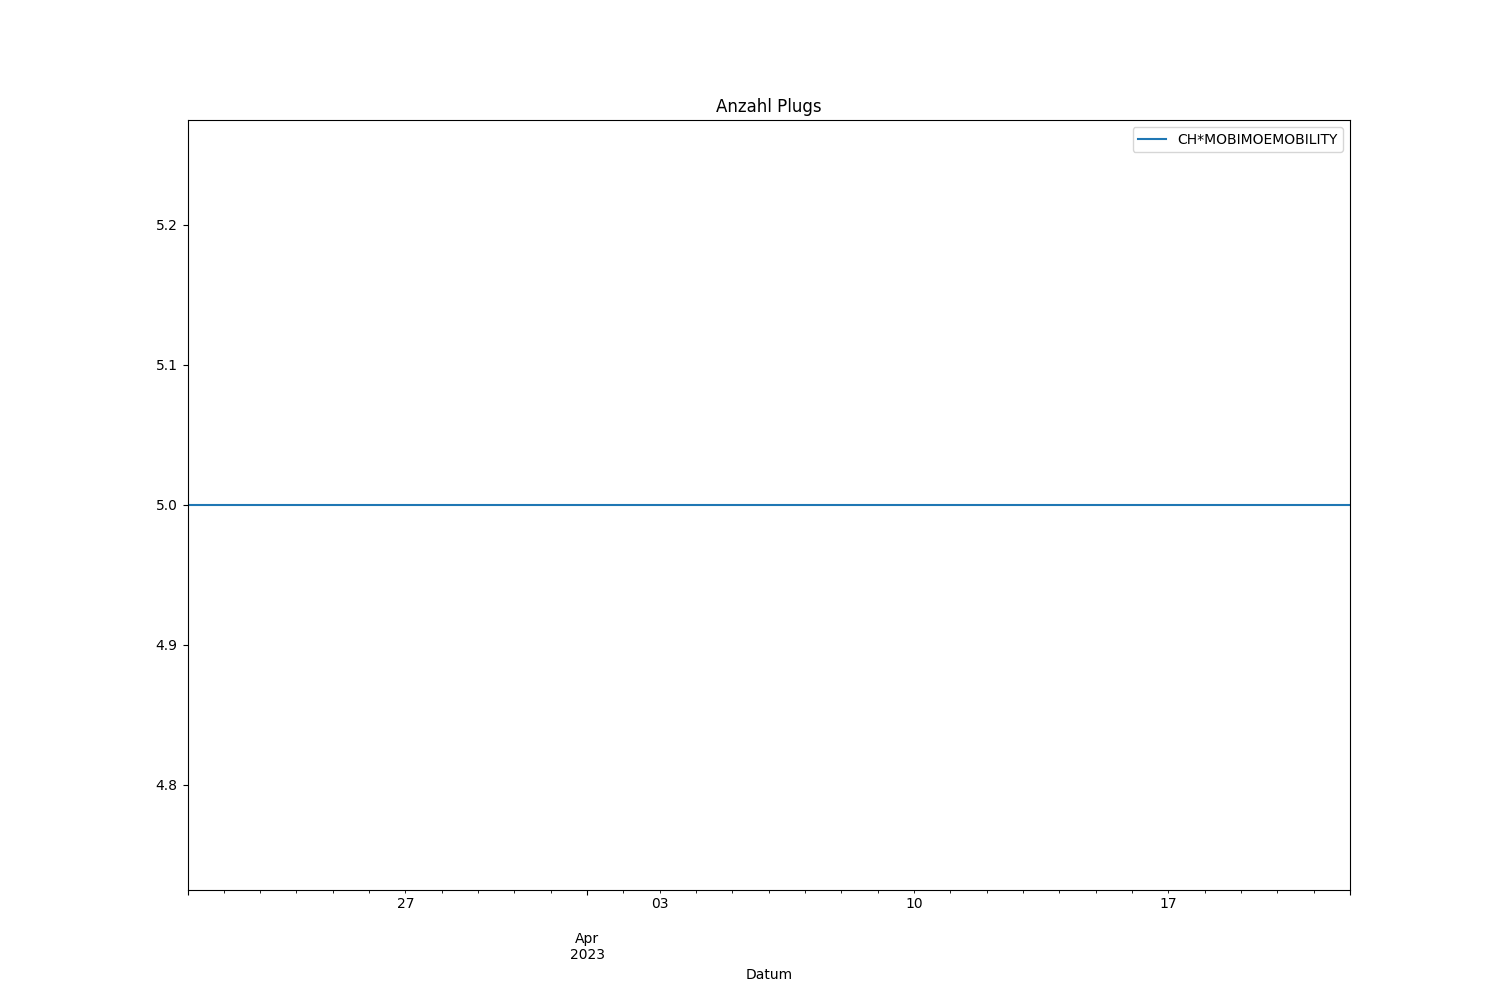 Anzahl Plugs
CH*MOBIMOEMOBILITY
5.2
5.1
5.0
4.9
4.8
27
03
10
17
Apr
2023
Datum